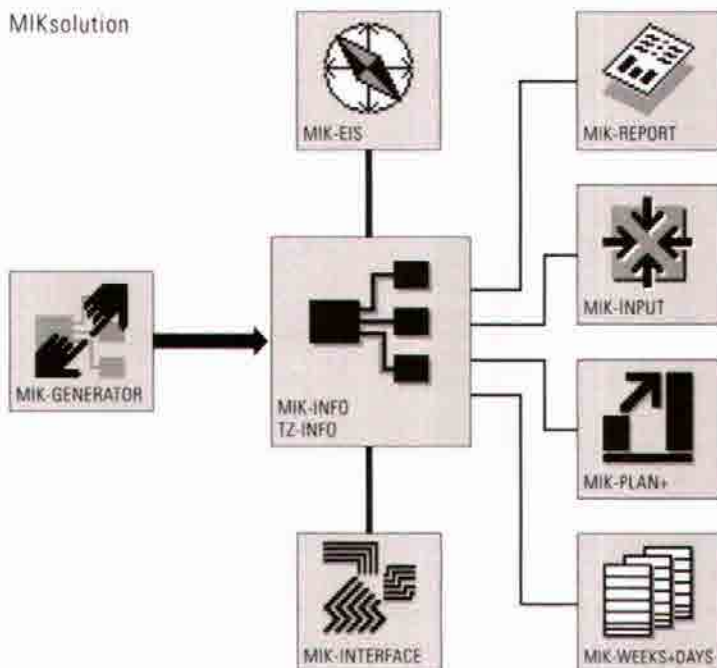 MIKsolution
MIK-EIS
MIK-REPORT
MIK-GENERATOR
MIK-INFO
TZ-INFO
MIK-INPUT
MIK-PLAN+
MIK-INTERFACE
MIK-WEEKS+DAYS